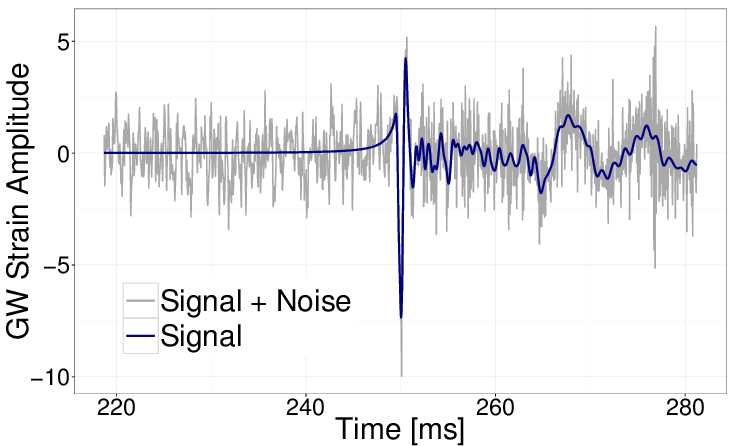 GW Strain Amplitude
5
0
−5
−10
Signal + Noise
Signal
220 240 260 280
Time [ms]